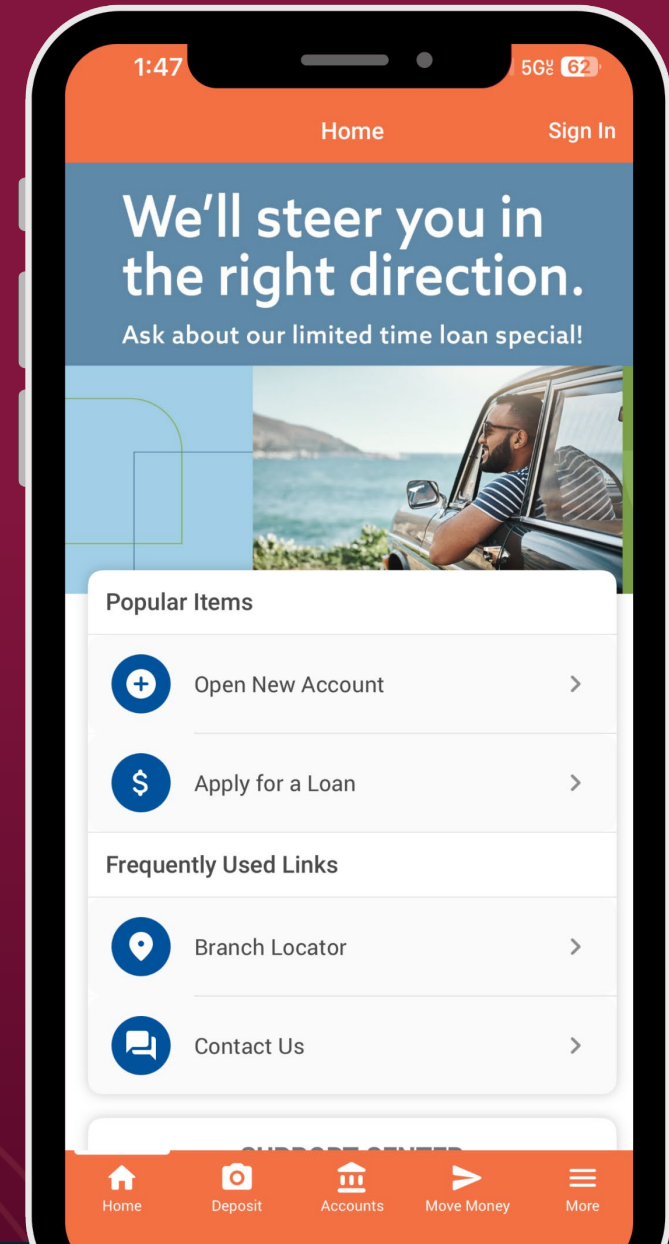 1:47
5G 62
Home
Sign In
We'll steer you in
the right direction.
Ask about our limited time loan special!
Popular Items
Open New Account
Apply for a Loan
Frequently Used Links
Branch Locator
Contact Us
SUPPORT CENTER
Home
Deposit
Accounts
Move Money
More